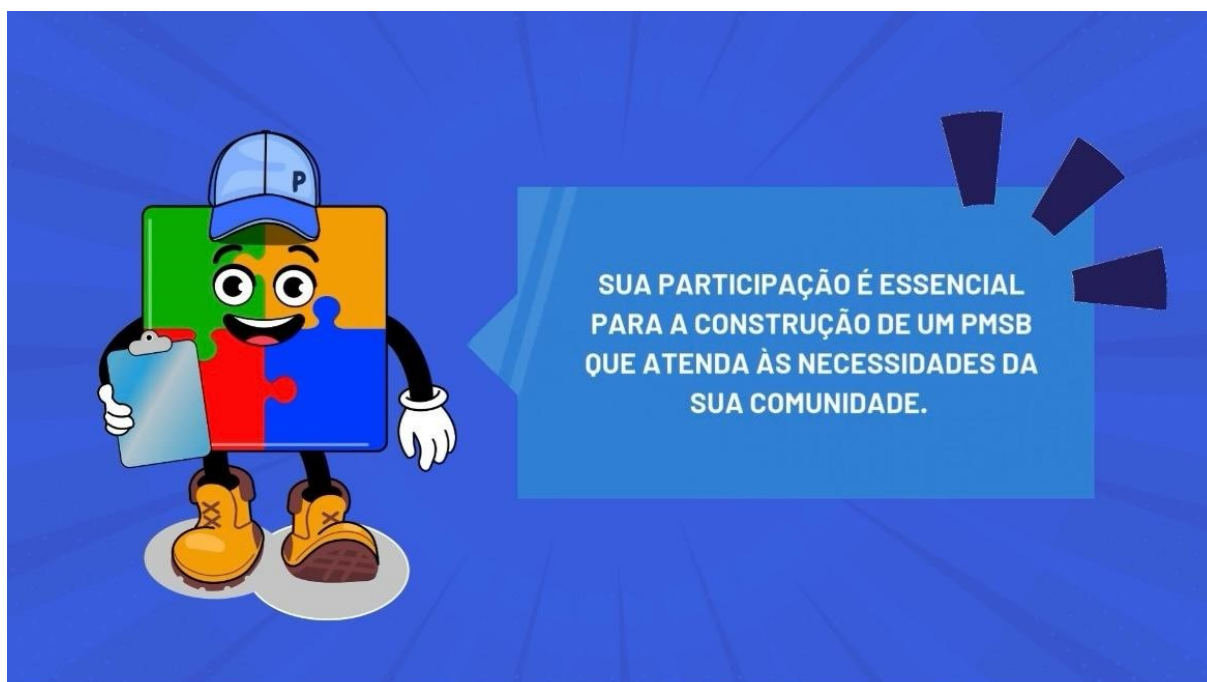 P
SUA PARTICIPAÇÃO É ESSENCIAL
PARA A CONSTRUÇÃO DE UM PMSB
QUE ATENDA ÀS NECESSIDADES DA
SUA COMUNIDADE.